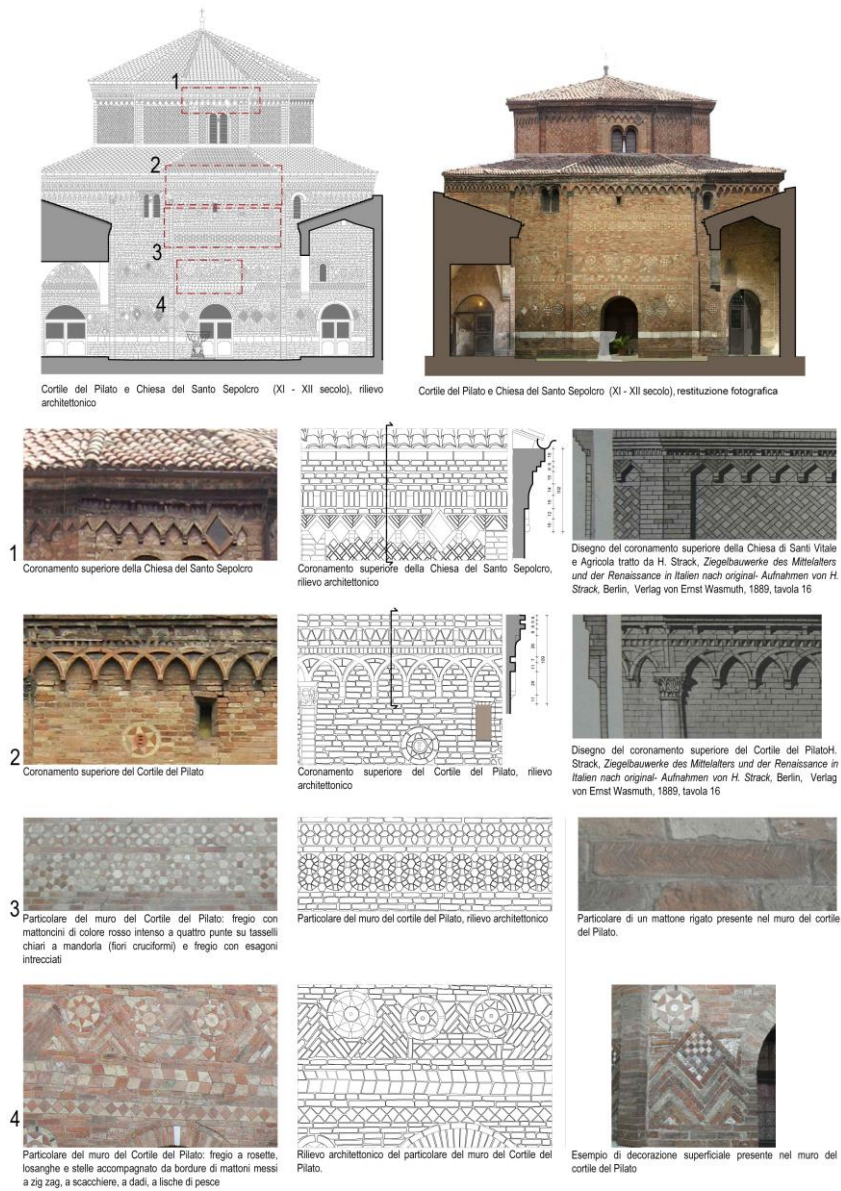 1
2
3
4
Cortile del Pilato e Chiesa del Santo Sepolcro (XI - XII secolo), rilievo
architettonico
Cortile del Pilato e Chiesa del Santo Sepolcro (XI - XII secolo), restituzione fotografica
1
Coronamento superiore della Chiesa del Santo Sepolcro
Coronamento superiore della Chiesa del Santo Sepolcro,
rilievo architettonico
Disegno del coronamento superiore della Chiesa di Santi Vitale
e Agricola tratto da H. Strack, Ziegelbauwerke des Mittelalters
und der Renaissance in Italien nach original- Aufnahmen von H.
Strack, Berlin, Verlag von Ernst Wasmuth, 1889, tavola 16
2
Coronamento superiore del Cortile del Pilato
Coronamento superiore del Cortile del Pilato, rilievo
architettonico
Disegno del coronamento superiore del Cortile del PilatoH.
Strack, Ziegelbauwerke des Mittelalters und der Renaissance in
Italien nach original- Aufnahmen von H. Strack, Berlin, Verlag
von Ernst Wasmuth, 1889, tavola 16
3
Particolare del muro del Cortile del Pilato: fregio con
mattoncini di colore rosso intenso a quattro punte su tasselli
chiari a mandorla (fiori cruciformi) e fregio con esagoni
intrecciati
Particolare del muro del cortile del Pilato, rilievo architettonico
Particolare di un mattone rigato presente nel muro del cortile
del Pilato.
4
Particolare del muro del Cortile del Pilato: fregio a rosette,
losanghe e stelle accompagnato da bordure di mattoni messi
a zig zag, a scacchiere, a dadi, a lische di pesce
Rilievo architettonico del particolare del muro del Cortile del
Pilato.
Esempio di decorazione superficiale presente nel muro del
cortile del Pilato